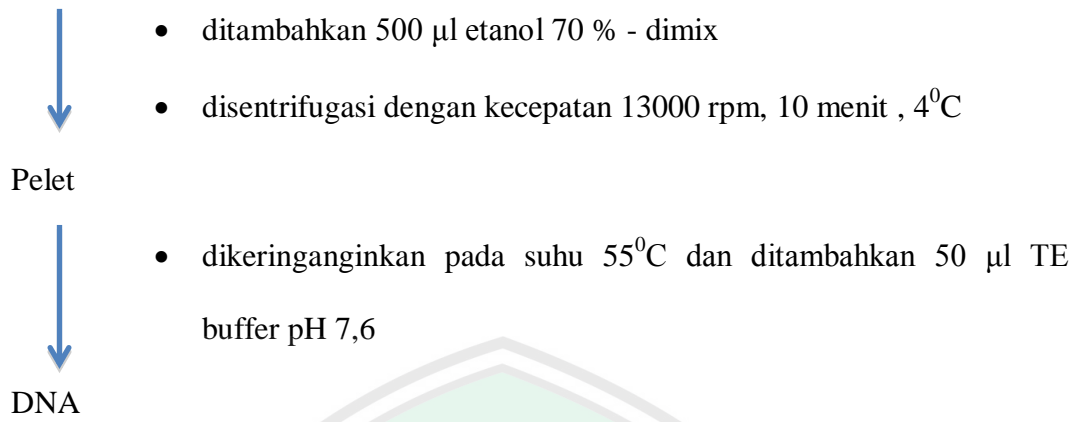 • ditambahkan 500 μl etanol 70 % - dimix
• disentrifugasi dengan kecepatan 13000 rpm, 10 menit , 4⁰C
Pelet
• dikeringanginkan pada suhu 55⁰C dan ditambahkan 50 μl TE
buffer pH 7,6
DNA